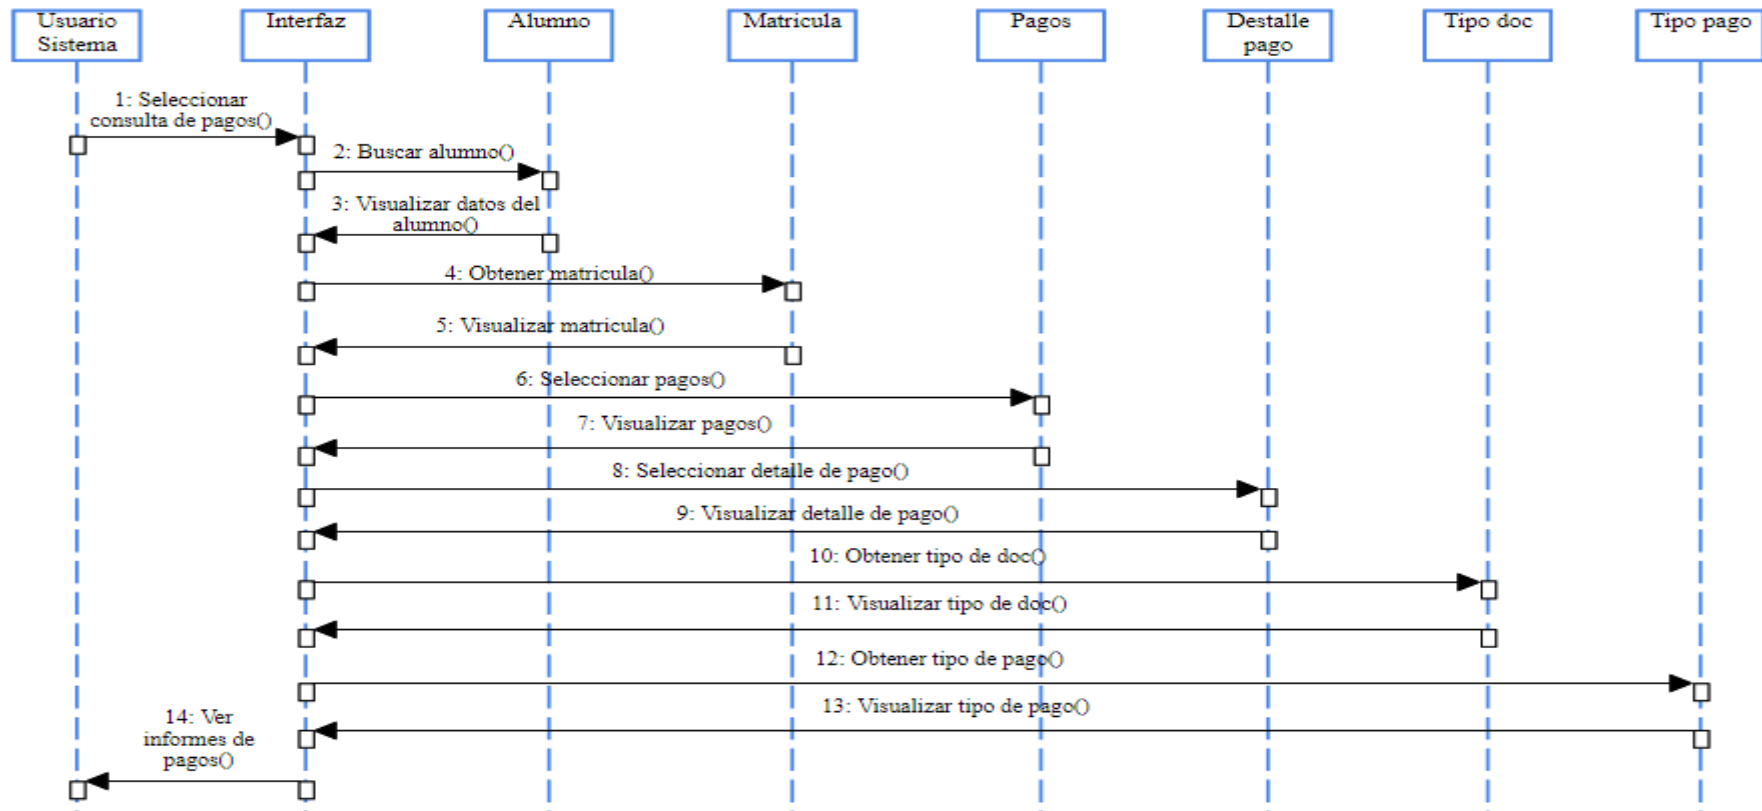 Usuario
Sistema
Interfaz
Alumno
Matricula
Pagos
Destalle
pago
Tipo doc
Tipo pago
1: Seleccionar
consulta de pagos()
2: Buscar alumno()
3: Visualizar datos del
alumno()
4: Obtener matricula()
5: Visualizar matricula()
6: Seleccionar pagos()
7: Visualizar pagos()
8: Seleccionar detalle de pago()
9: Visualizar detalle de pago()
10: Obtener tipo de doc()
11: Visualizar tipo de doc()
12: Obtener tipo de pago()
13: Visualizar tipo de pago()
14: Ver
informes de
pagos()